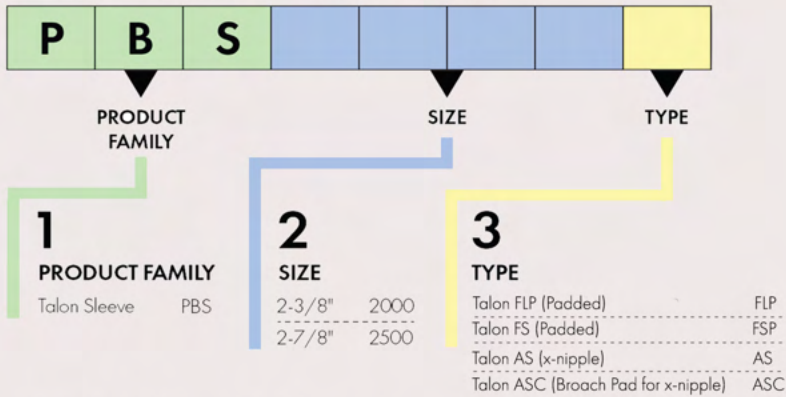 P B S
PRODUCT
FAMILY
SIZE
TYPE
1
PRODUCT FAMILY
Talon Sleeve PBS
2
SIZE
2-3/8" 2000
2-7/8" 2500
3
TYPE
Talon FLP (Padded) FLP
Talon FS (Padded) FSP
Talon AS (x-nipple) AS
Talon ASC (Broach Pad for x-nipple) ASC